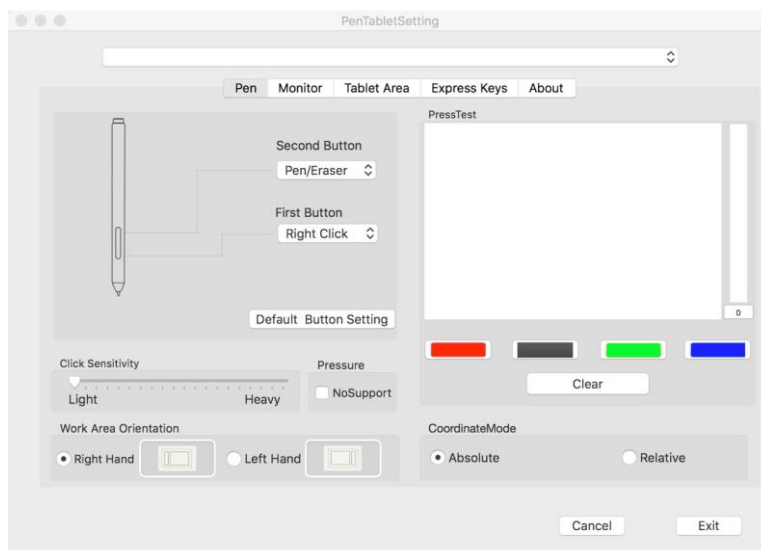 PenTabletSetting
Pen Monitor Tablet Area Express Keys About
Second Button
Pen/Eraser
First Button
Right Click
Default Button Setting
PressTest
0
Clear
Click Sensitivity
Light Heavy
Pressure
NoSupport
Work Area Orientation
Right Hand Left Hand
CoordinateMode
Absolute Relative
Cancel Exit